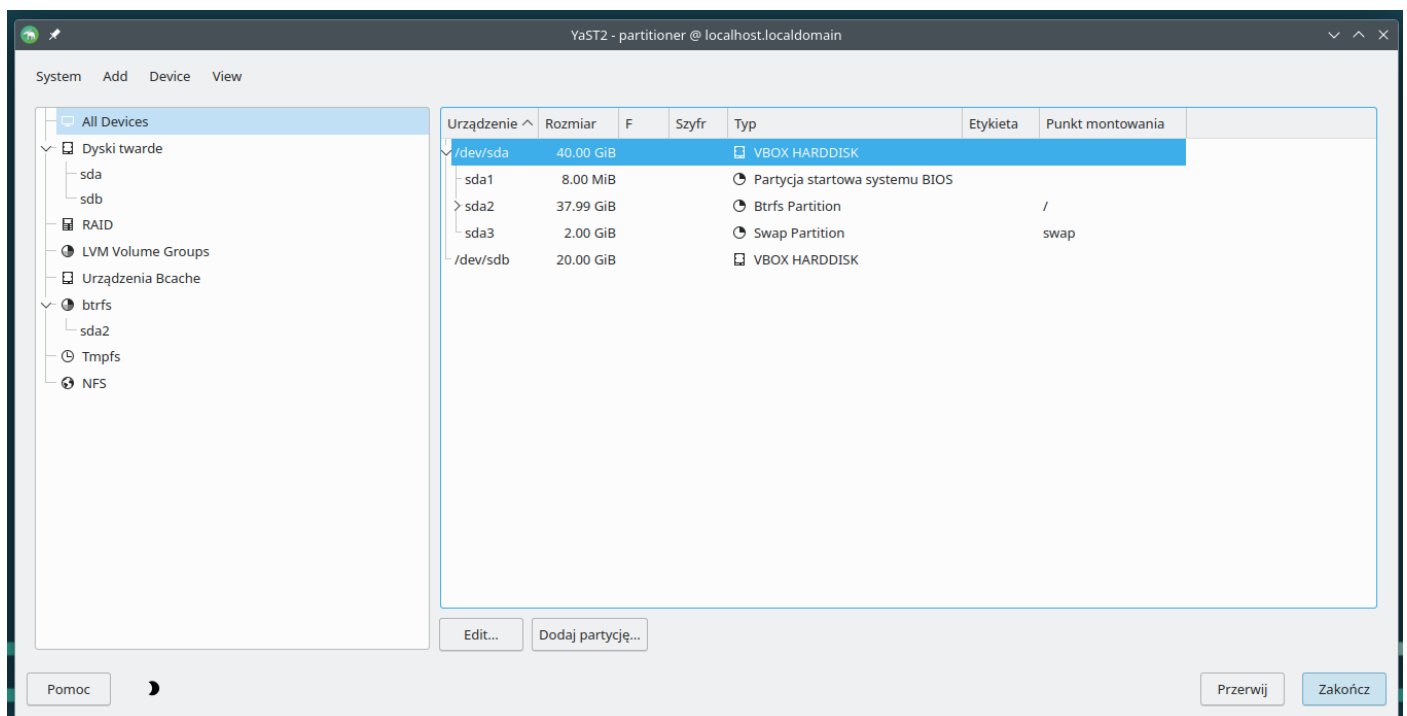 YaST2 - partitioner @ localhost.localdomain
System Add Device View
All Devices
Dyski twarde
sda
sdb
RAID
LVM Volume Groups
Urządzenia Bcache
btrfs
sda2
Tmpfs
NFS
Urządzenie Rozmiar F Szyfr Typ Etykieta Punkt montowania
/dev/sda 40.00 GiB VBOX HARDDISK
sda1 8.00 MiB Partycja startowa systemu BIOS
sda2 37.99 GiB Btrfs Partition /
sda3 2.00 GiB Swap Partition swap
/dev/sdb 20.00 GiB VBOX HARDDISK
Edit... Dodaj partycję...
Pomoc Przerwij Zakończ